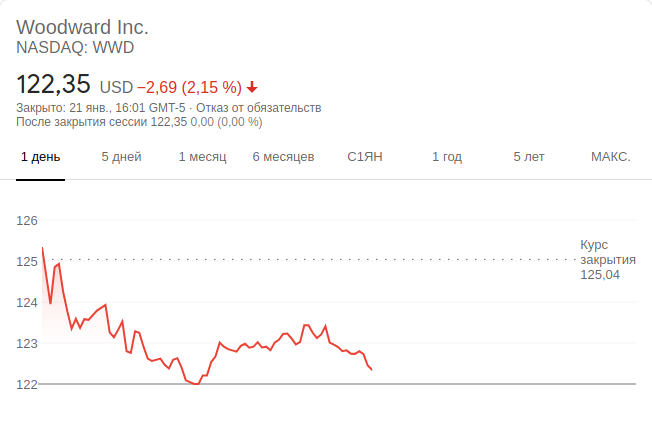 Woodward Inc.
NASDAQ: WWD
122,35 USD −2,69 (2,15 %)
Закрыто: 21 янв., 16:01 GMT-5 · Отказ от обязательств
После закрытия сессии 122,35 0,00 (0,00 %)
1 день 5 дней 1 месяц 6 месяцев С1ЯН 1 год 5 лет МАКС.
126
125
124
123
122
Курс
закрытия
125,04